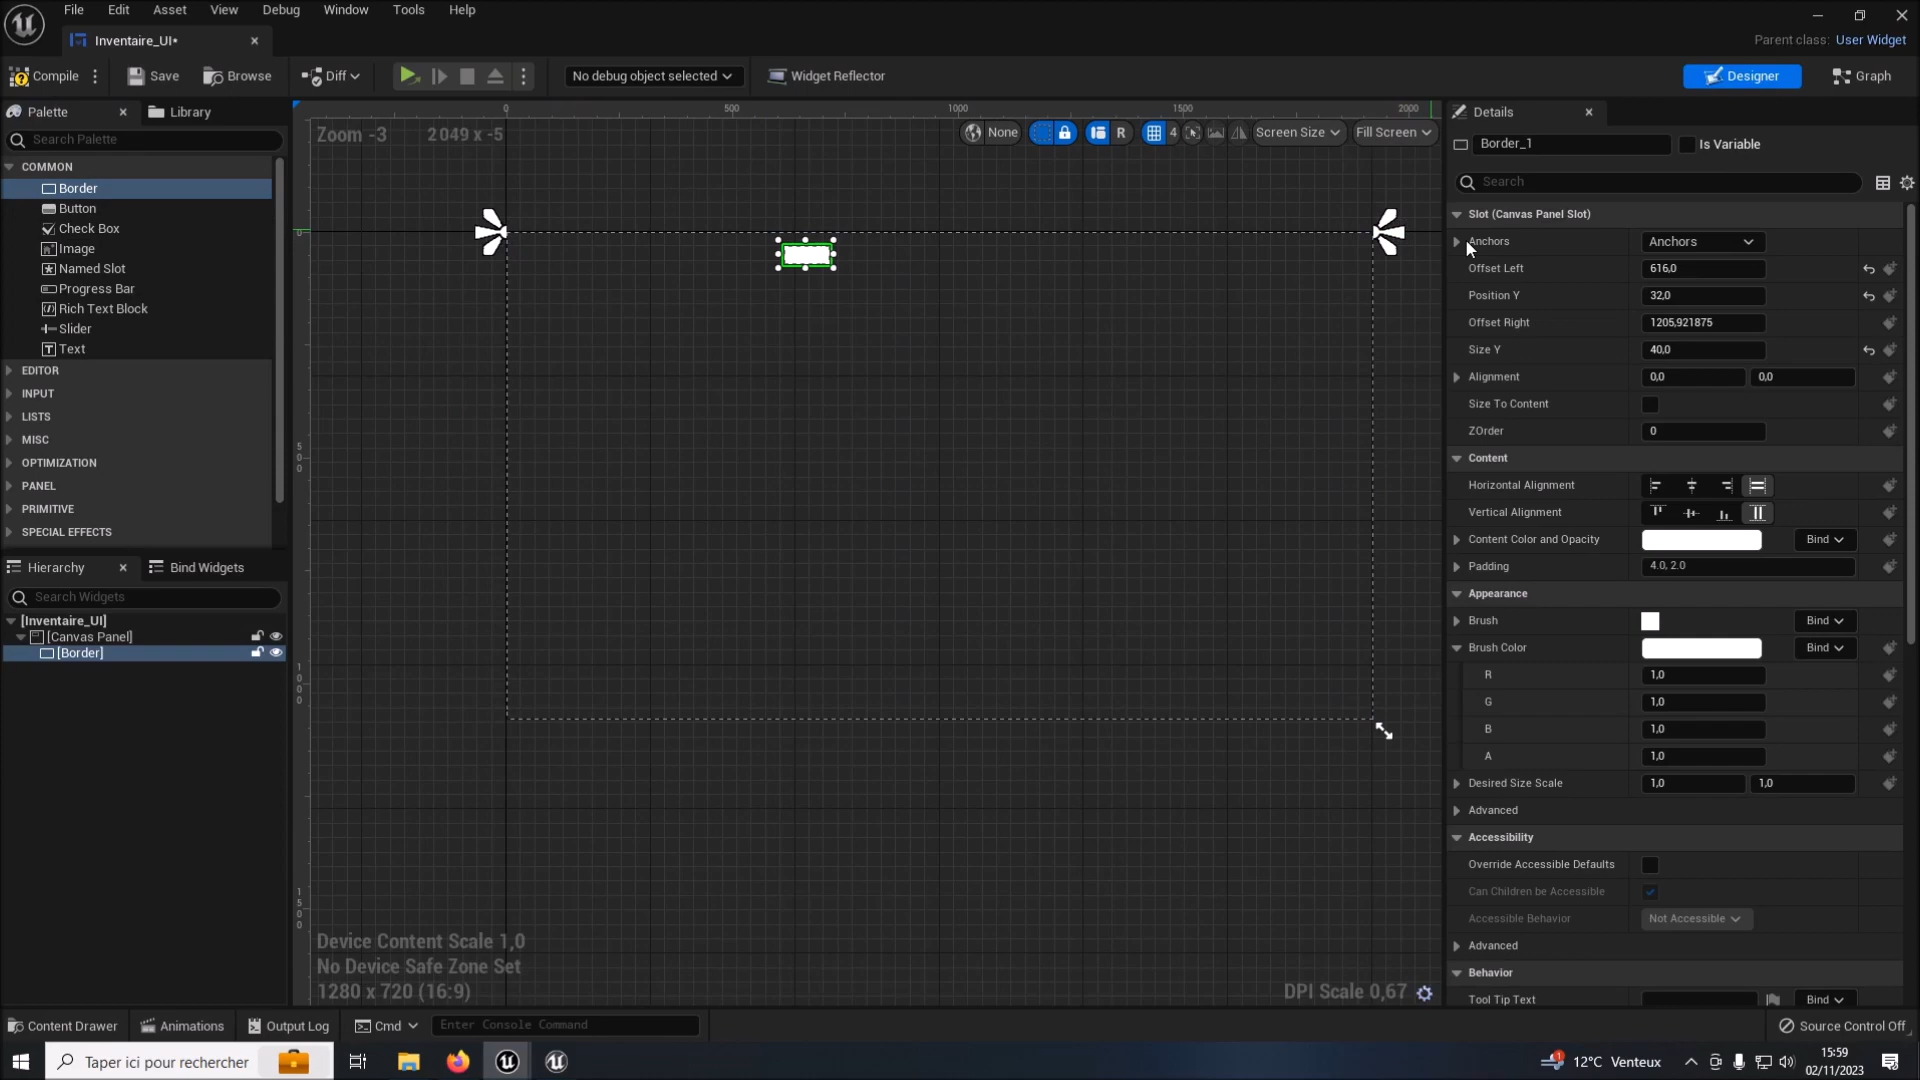 File Edit Asset View Debug Window Tools Help
Inventaire_UI•
Parent class: User Widget
Compile Save Browse Diff No debug object selected Widget Reflector Designer Graph
Palette Library
Search Palette
COMMON
Border
Button
Check Box
Image
Named Slot
Progress Bar
Rich Text Block
Slider
Text
EDITOR
INPUT
LISTS
MISC
OPTIMIZATION
PANEL
PRIMITIVE
SPECIAL EFFECTS
Hierarchy Bind Widgets
Search Widgets
[Inventaire_UI]
[Canvas Panel]
[Border]
0 500 1000 1500 2000
Zoom -3 2 049 x -5
None R 4 Screen Size Fill Screen
0
500
1000
1500
Device Content Scale 1,0
No Device Safe Zone Set
1280 x 720 (16:9)
DPI Scale 0,67
Details
Border_1 Is Variable
Search
Slot (Canvas Panel Slot)
Anchors Anchors
Offset Left 616,0
Position Y 32,0
Offset Right 1205,921875
Size Y 40,0
Alignment 0,0 0,0
Size To Content
ZOrder 0
Content
Horizontal Alignment
Vertical Alignment
Content Color and Opacity Bind
Padding 4.0, 2.0
Appearance
Brush Bind
Brush Color Bind
R 1,0
G 1,0
B 1,0
A 1,0
Desired Size Scale 1,0 1,0
Advanced
Accessibility
Override Accessible Defaults
Can Children be Accessible
Accessible Behavior Not Accessible
Advanced
Behavior
Tool Tip Text Bind
Content Drawer Animations Output Log Cmd Enter Console Command Source Control Off
Taper ici pour rechercher
1 12°C Venteux
15:59
02/11/2023